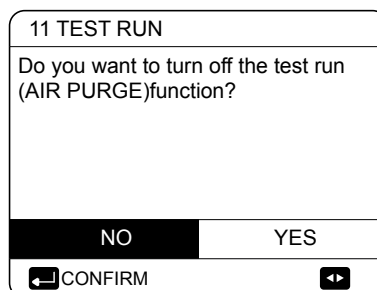 11 TEST RUN
Do you want to turn off the test run
(AIR PURGE)function?
NO YES
CONFIRM